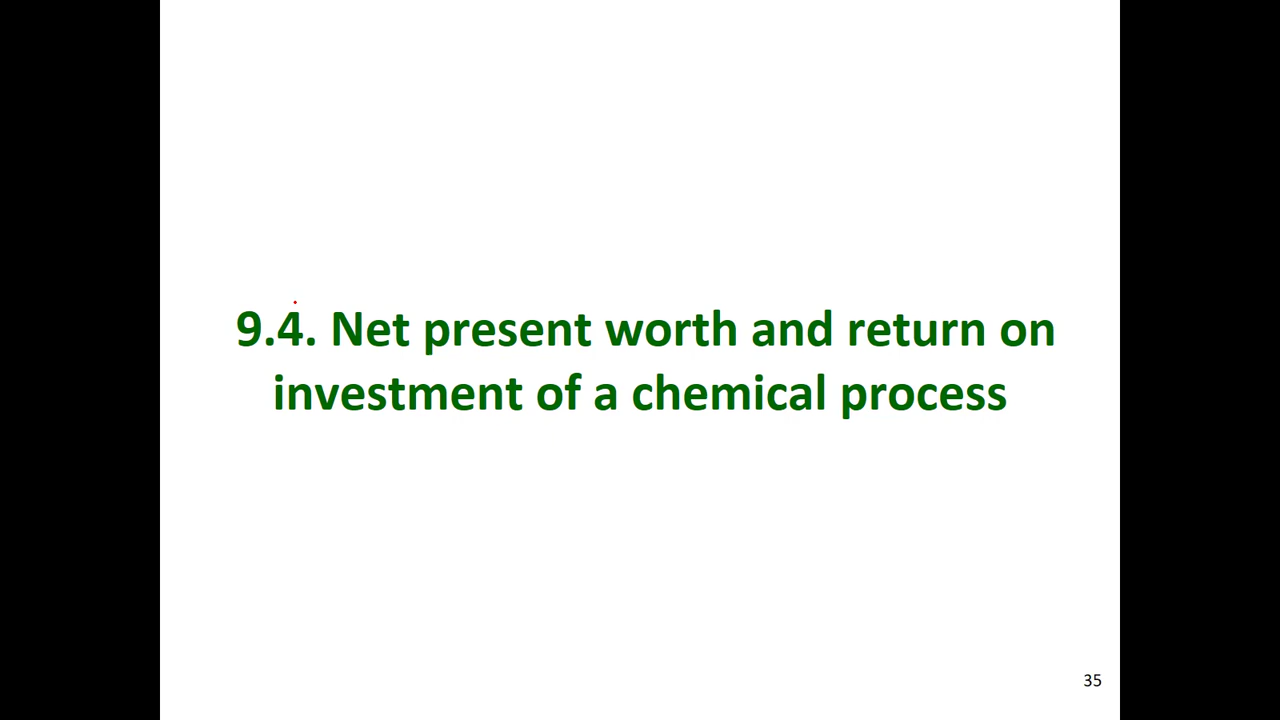 9.4. Net present worth and return on
investment of a chemical process
35